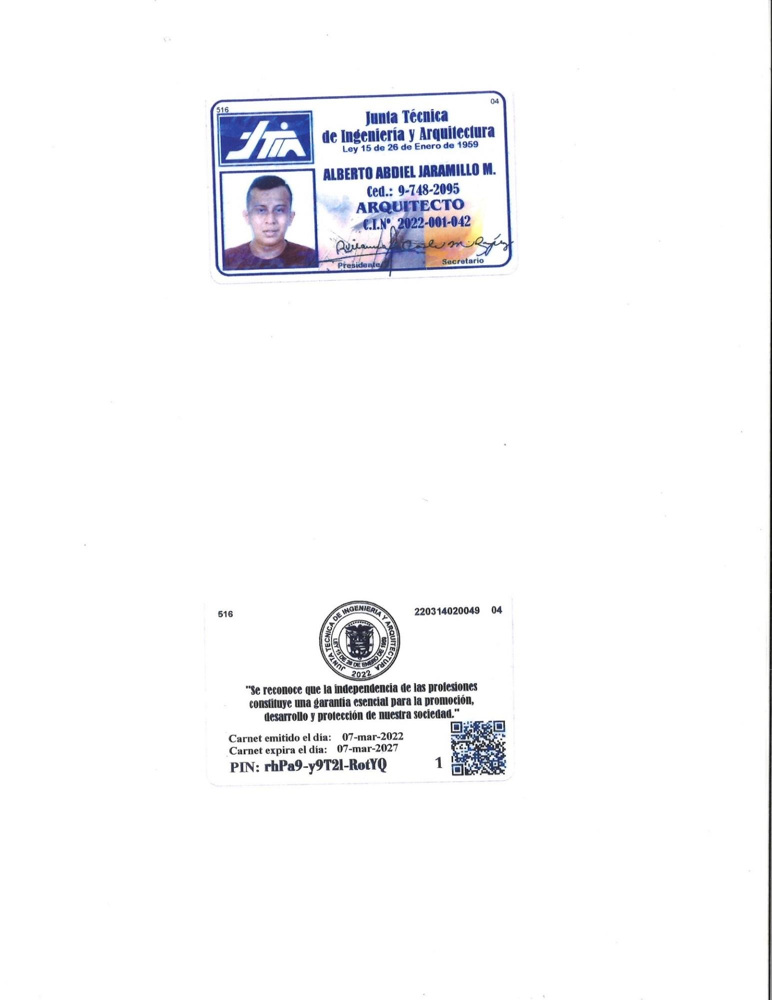 516
04
JTIA
Junta Técnica
de Ingeniería y Arquitectura
Ley 15 de 26 de Enero de 1959
ALBERTO ABDIEL JARAMILLO M.
Ced.: 9-748-2095
ARQUITECTO
C.I.Nº. 2022-001-042
Presidente
Secretario
516
220314020049 04
JUNTA TECNICA DE INGENIERIA Y ARQUITECTURA
LEY 15 DE 26 DE ENERO DE 1959
2022
"Se reconoce que la independencia de las profesiones
constituye una garantía esencial para la promoción,
desarrollo y protección de nuestra sociedad."
Carnet emitido el día: 07-mar-2022
Carnet expira el día: 07-mar-2027
PIN: rhPa9-y9T2l-RotYQ
1